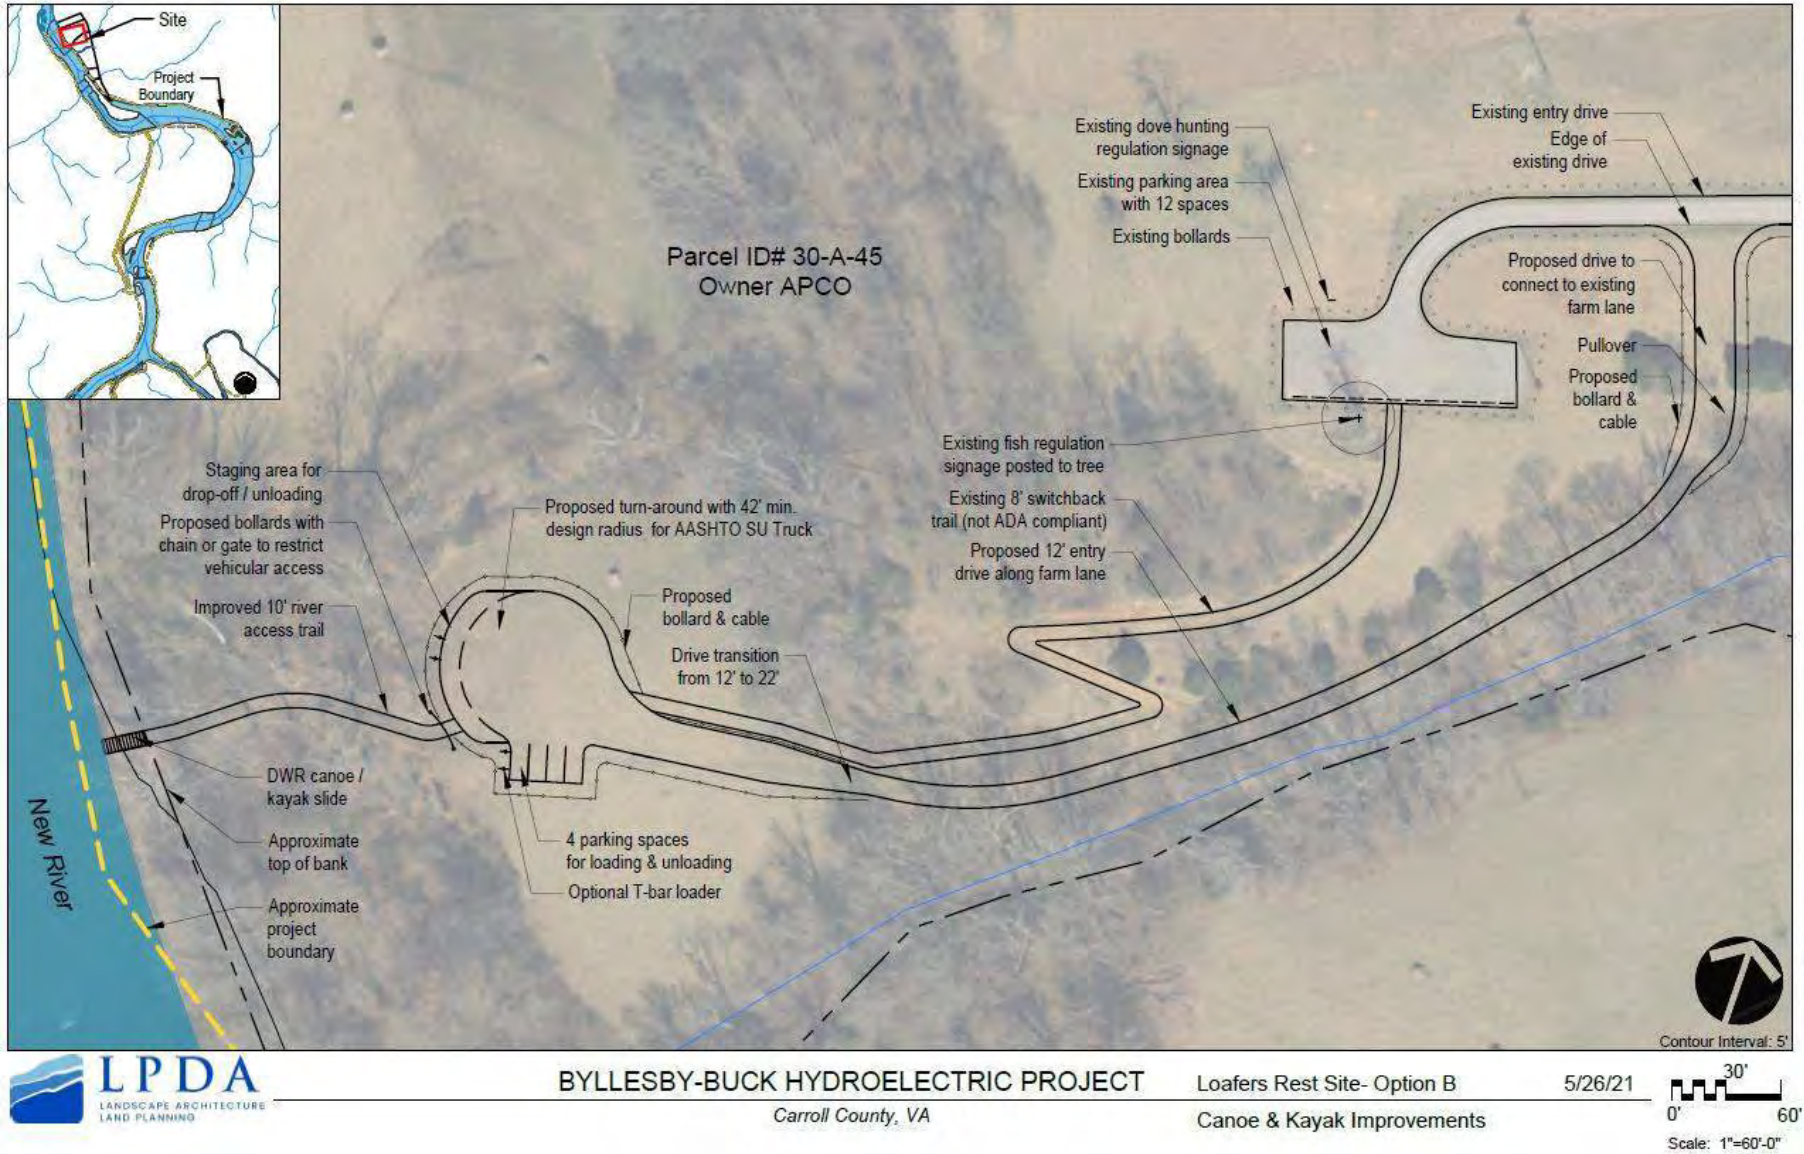 Site
Project
Boundary
Parcel ID# 30-A-45
Owner APCO
Existing dove hunting
regulation signage
Existing parking area
with 12 spaces
Existing bollards
Existing entry drive
Edge of
existing drive
Proposed drive to
connect to existing
farm lane
Pullover
Proposed
bollard &
cable
Existing fish regulation
signage posted to tree
Existing 8' switchback
trail (not ADA compliant)
Proposed 12' entry
drive along farm lane
Staging area for
drop-off / unloading
Proposed bollards with
chain or gate to restrict
vehicular access
Improved 10' river
access trail
Proposed turn-around with 42' min.
design radius for AASHTO SU Truck
Proposed
bollard & cable
Drive transition
from 12' to 22'
DWR canoe /
kayak slide
Approximate
top of bank
Approximate
project
boundary
4 parking spaces
for loading & unloading
Optional T-bar loader
New River
Contour Interval: 5'
LPDA
LANDSCAPE ARCHITECTURE
LAND PLANNING
BYLLESBY-BUCK HYDROELECTRIC PROJECT
Carroll County, VA
Loafers Rest Site- Option B
5/26/21
Canoe & Kayak Improvements
30'
0'
60'
Scale: 1"=60'-0"